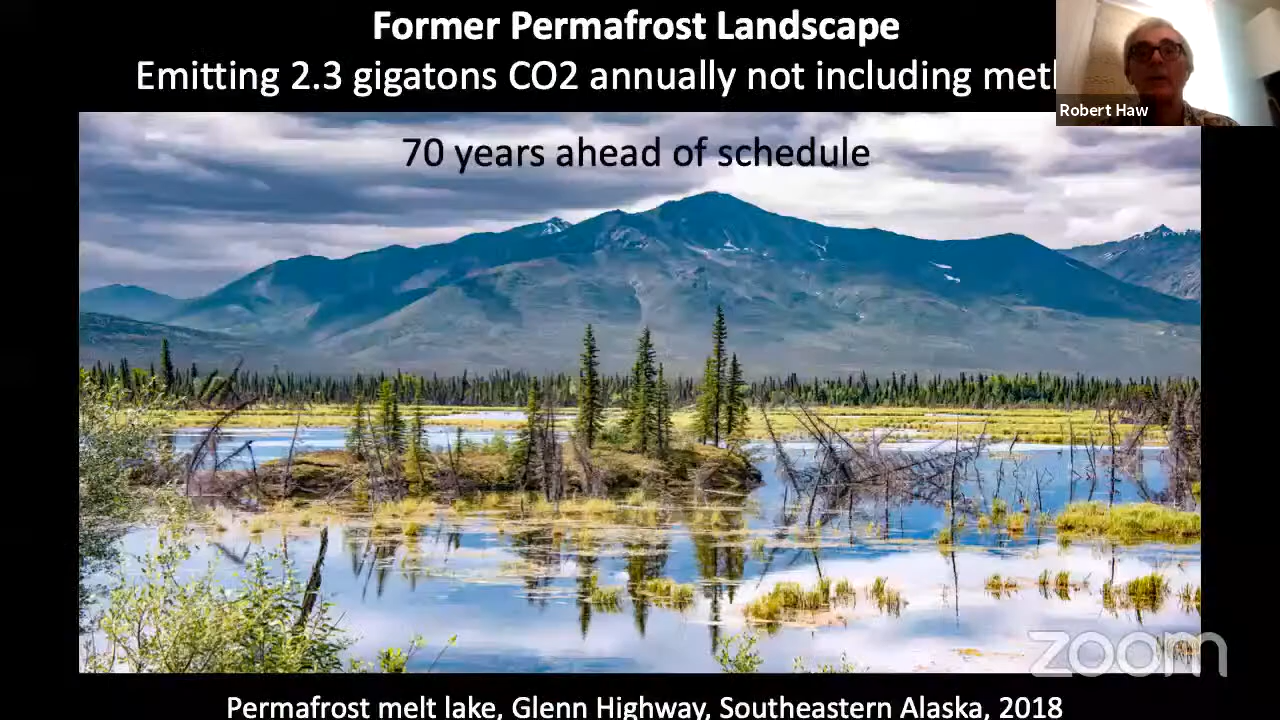 Former Permafrost Landscape
Emitting 2.3 gigatons CO2 annually not including
Robert Haw
70 years ahead of schedule
zoom
Permafrost melt lake, Glenn Highway, Southeastern Alaska, 2018